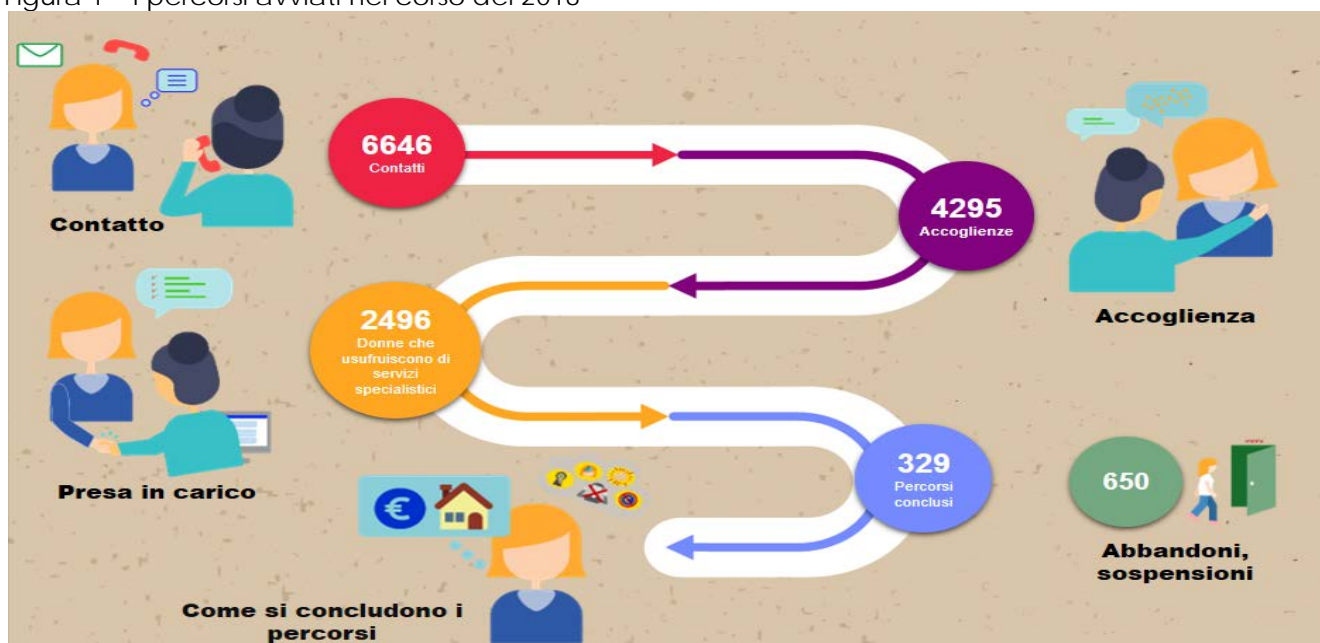 6646
Contatti
Contatto
4295
Accoglienze
Accoglienza
2496
Donne che
usufruiscono di
servizi
specialistici
Presa in carico
329
Percorsi
conclusi
650
Abbandoni,
sospensioni
Come si concludono i
percorsi